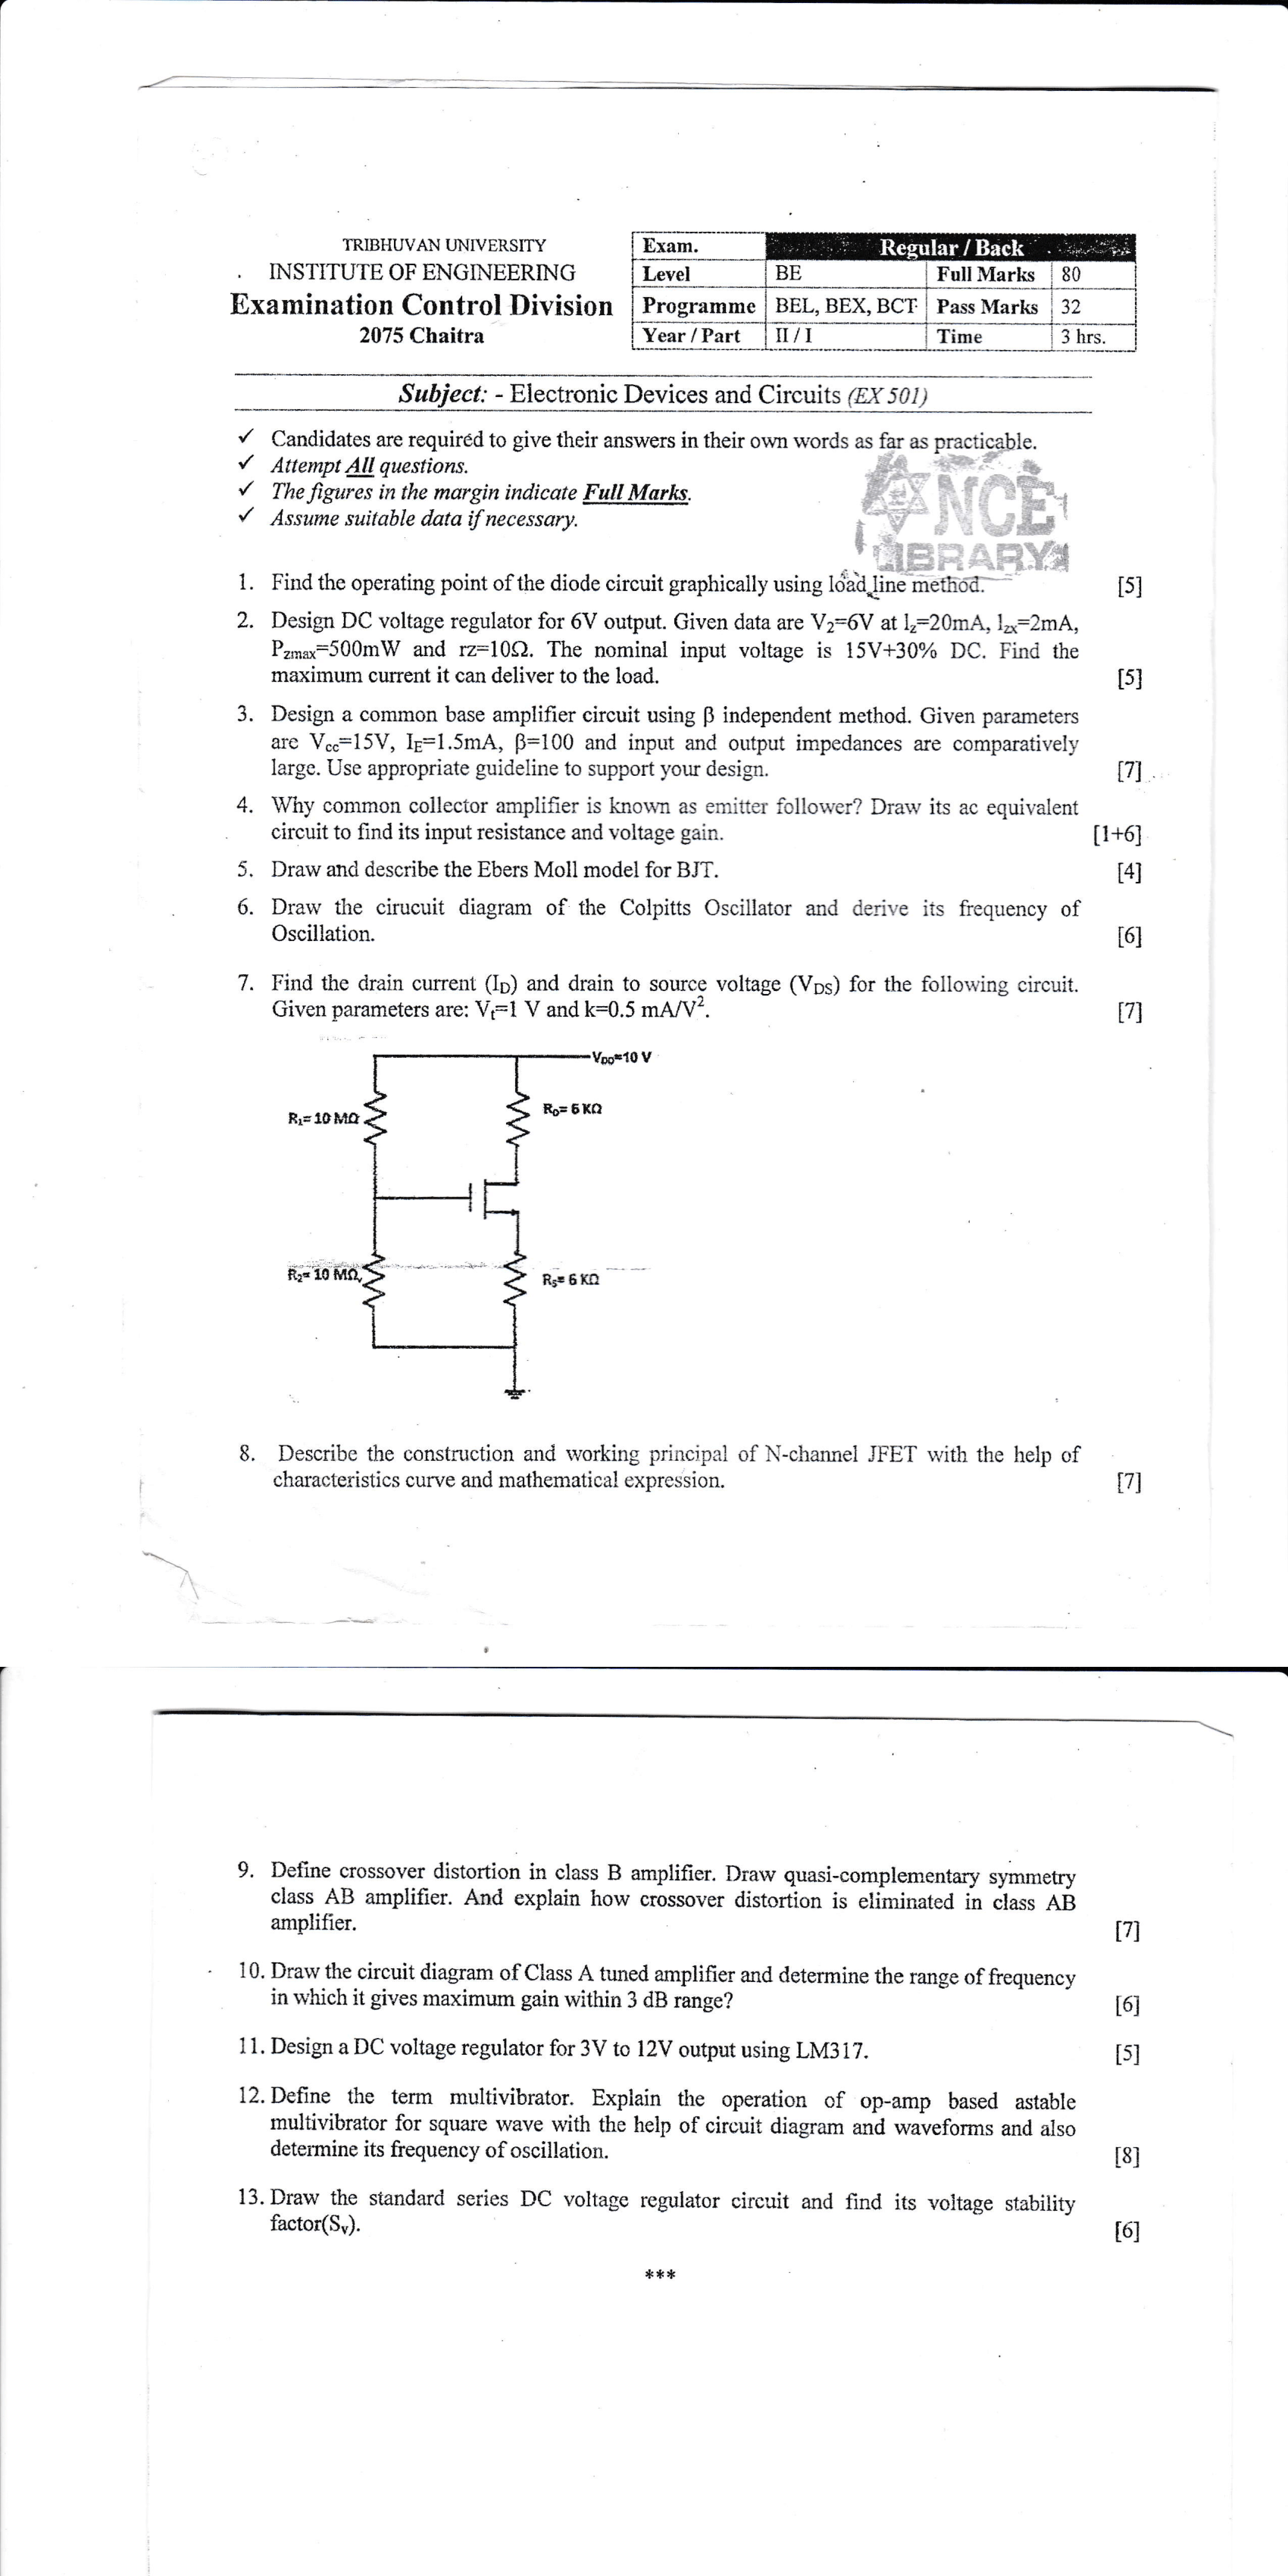 TRIBHUVAN UNIVERSITY
INSTITUTE OF ENGINEERING
Examination Control Division
2075 Chaitra
Exam. Regular / Back
Level BE Full Marks 80
Programme BEL, BEX, BCT Pass Marks 32
Year / Part II / I Time 3 hrs.
Subject: - Electronic Devices and Circuits (EX 501)
✓ Candidates are required to give their answers in their own words as far as practicable.
✓ Attempt All questions.
✓ The figures in the margin indicate Full Marks.
✓ Assume suitable data if necessary.
NCE
LIBRARY
1. Find the operating point of the diode circuit graphically using load line method. [5]
2. Design DC voltage regulator for 6V output. Given data are V₂=6V at I_z=20mA, I_zx=2mA,
P_zmax=500mW and rz=10Ω. The nominal input voltage is 15V+30% DC. Find the
maximum current it can deliver to the load. [5]
3. Design a common base amplifier circuit using β independent method. Given parameters
are V_cc=15V, I_E=1.5mA, β=100 and input and output impedances are comparatively
large. Use appropriate guideline to support your design. [7]
4. Why common collector amplifier is known as emitter follower? Draw its ac equivalent
circuit to find its input resistance and voltage gain. [1+6]
5. Draw and describe the Ebers Moll model for BJT. [4]
6. Draw the cirucuit diagram of the Colpitts Oscillator and derive its frequency of
Oscillation. [6]
7. Find the drain current (I_D) and drain to source voltage (V_DS) for the following circuit.
Given parameters are: V_t=1 V and k=0.5 mA/V². [7]
V_DD=10 V
R₁= 10 MΩ
R_D= 6 KΩ
R₂= 10 MΩ
R_S= 6 KΩ
8. Describe the construction and working principal of N-channel JFET with the help of
characteristics curve and mathematical expression. [7]
9. Define crossover distortion in class B amplifier. Draw quasi-complementary symmetry
class AB amplifier. And explain how crossover distortion is eliminated in class AB
amplifier. [7]
10. Draw the circuit diagram of Class A tuned amplifier and determine the range of frequency
in which it gives maximum gain within 3 dB range? [6]
11. Design a DC voltage regulator for 3V to 12V output using LM317. [5]
12. Define the term multivibrator. Explain the operation of op-amp based astable
multivibrator for square wave with the help of circuit diagram and waveforms and also
determine its frequency of oscillation. [8]
13. Draw the standard series DC voltage regulator circuit and find its voltage stability
factor(S_v). [6]
***